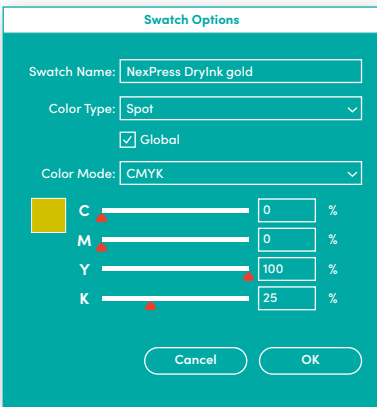 Swatch Options
Swatch Name: NexPress DryInk gold
Color Type: Spot
Global
Color Mode: CMYK
C 0 %
M 0 %
Y 100 %
K 25 %
Cancel OK